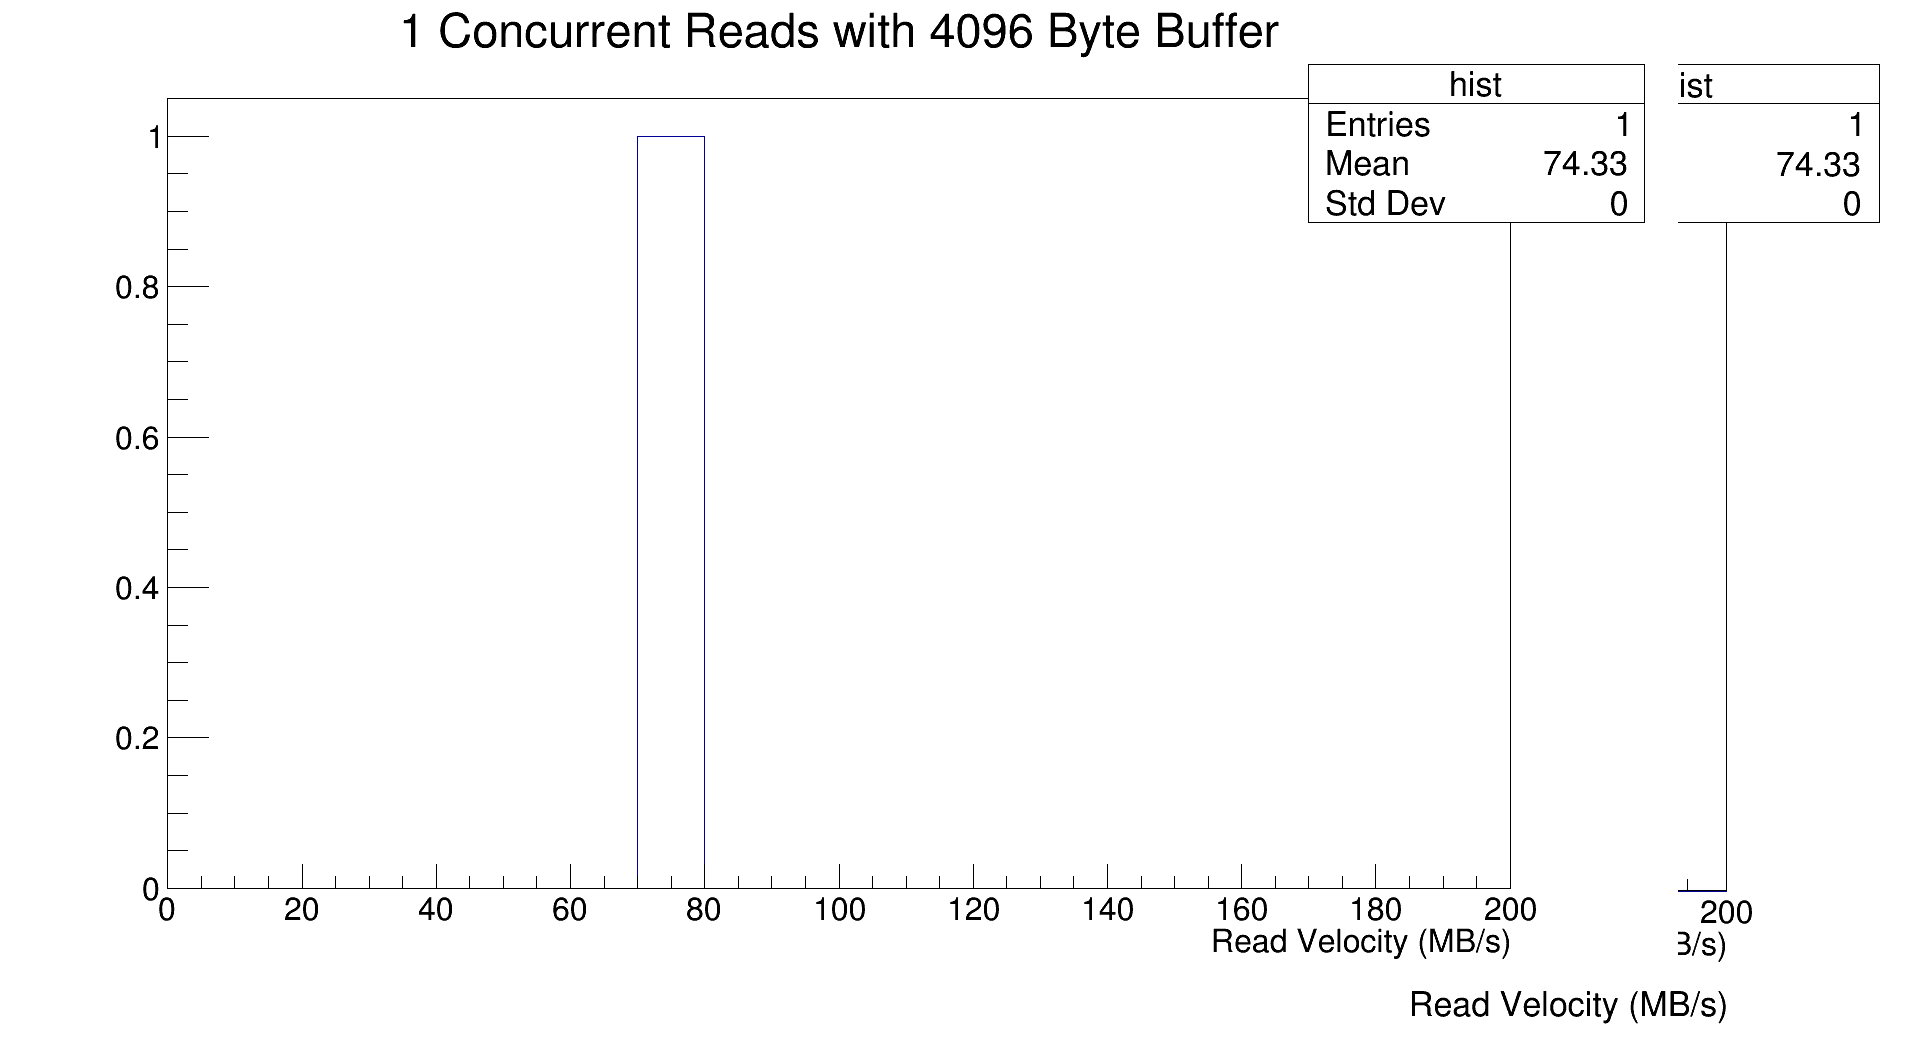 1 Concurrent Reads with 4096 Byte Buffer
hist
ist
Entries 1
1
Mean 74.33
74.33
Std Dev 0
0
1
0.8
0.6
0.4
0.2
0
0 20 40 60 80 100 120 140 160 180 200
200
Read Velocity (MB/s)
B/s)
Read Velocity (MB/s)